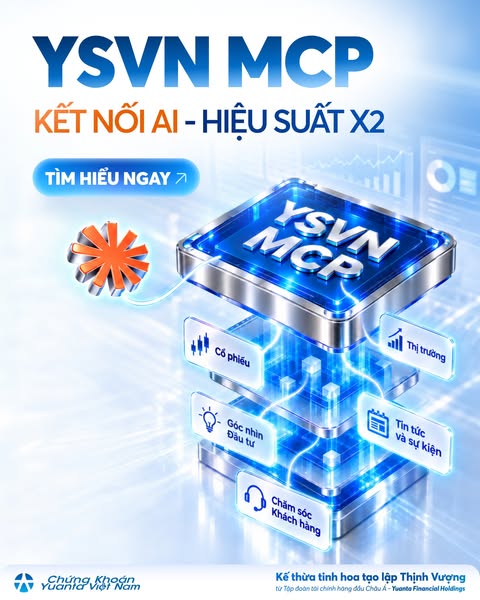 YSVN MCP
KẾT NỐI AI - HIỆU SUẤT X2
TÌM HIỂU NGAY
YSVN
MCP
Cổ phiếu
Thị trường
Góc nhìn
Đầu tư
Tin tức
và sự kiện
Chăm sóc
Khách hàng
Chứng Khoán
Yuanta Việt Nam
Kế thừa tinh hoa tạo lập Thịnh Vượng
từ Tập đoàn tài chính hàng đầu Châu Á - Yuanta Financial Holdings